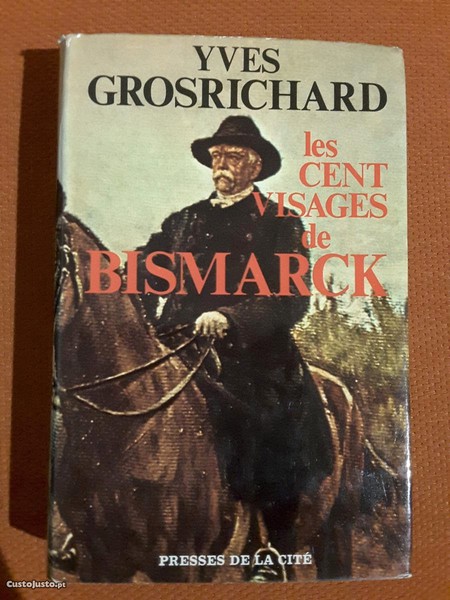 YVES
GROSRICHARD
les
CENT
VISAGES
de
BISMARCK
PRESSES DE LA CITÉ
CustoJusto.pt